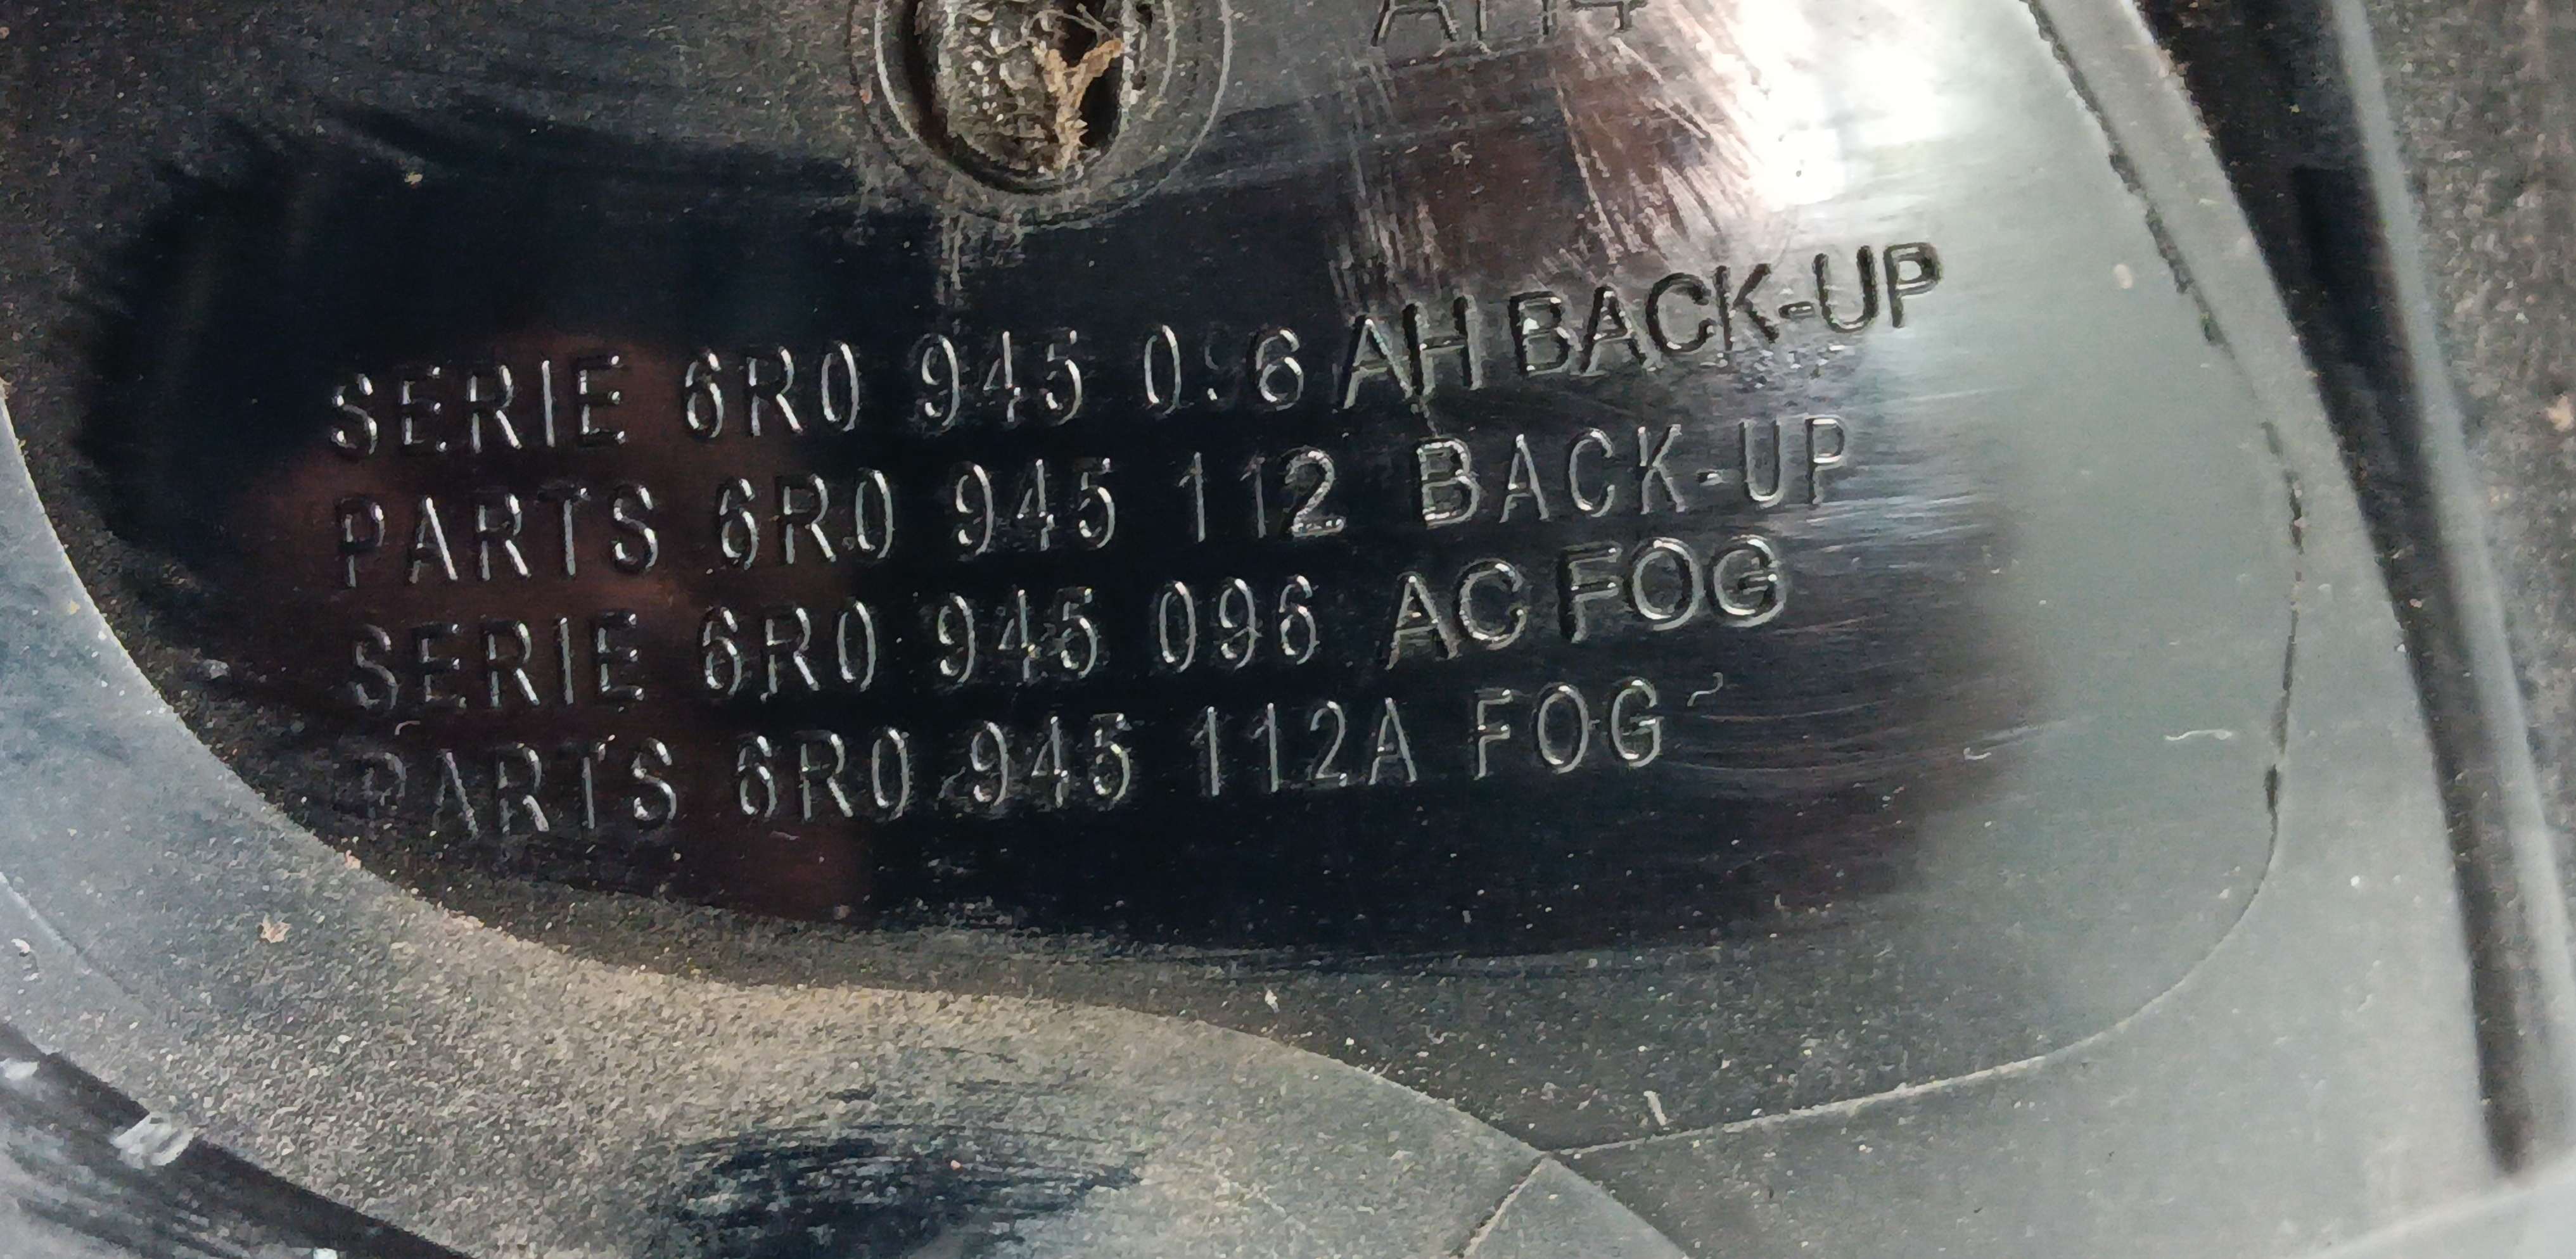 SERIE 6R0 945 096 AH BACK-UP
PARTS 6R0 945 112 BACK-UP
SERIE 6R0 945 096 AC FOG
PARTS 6R0 945 112A FOG